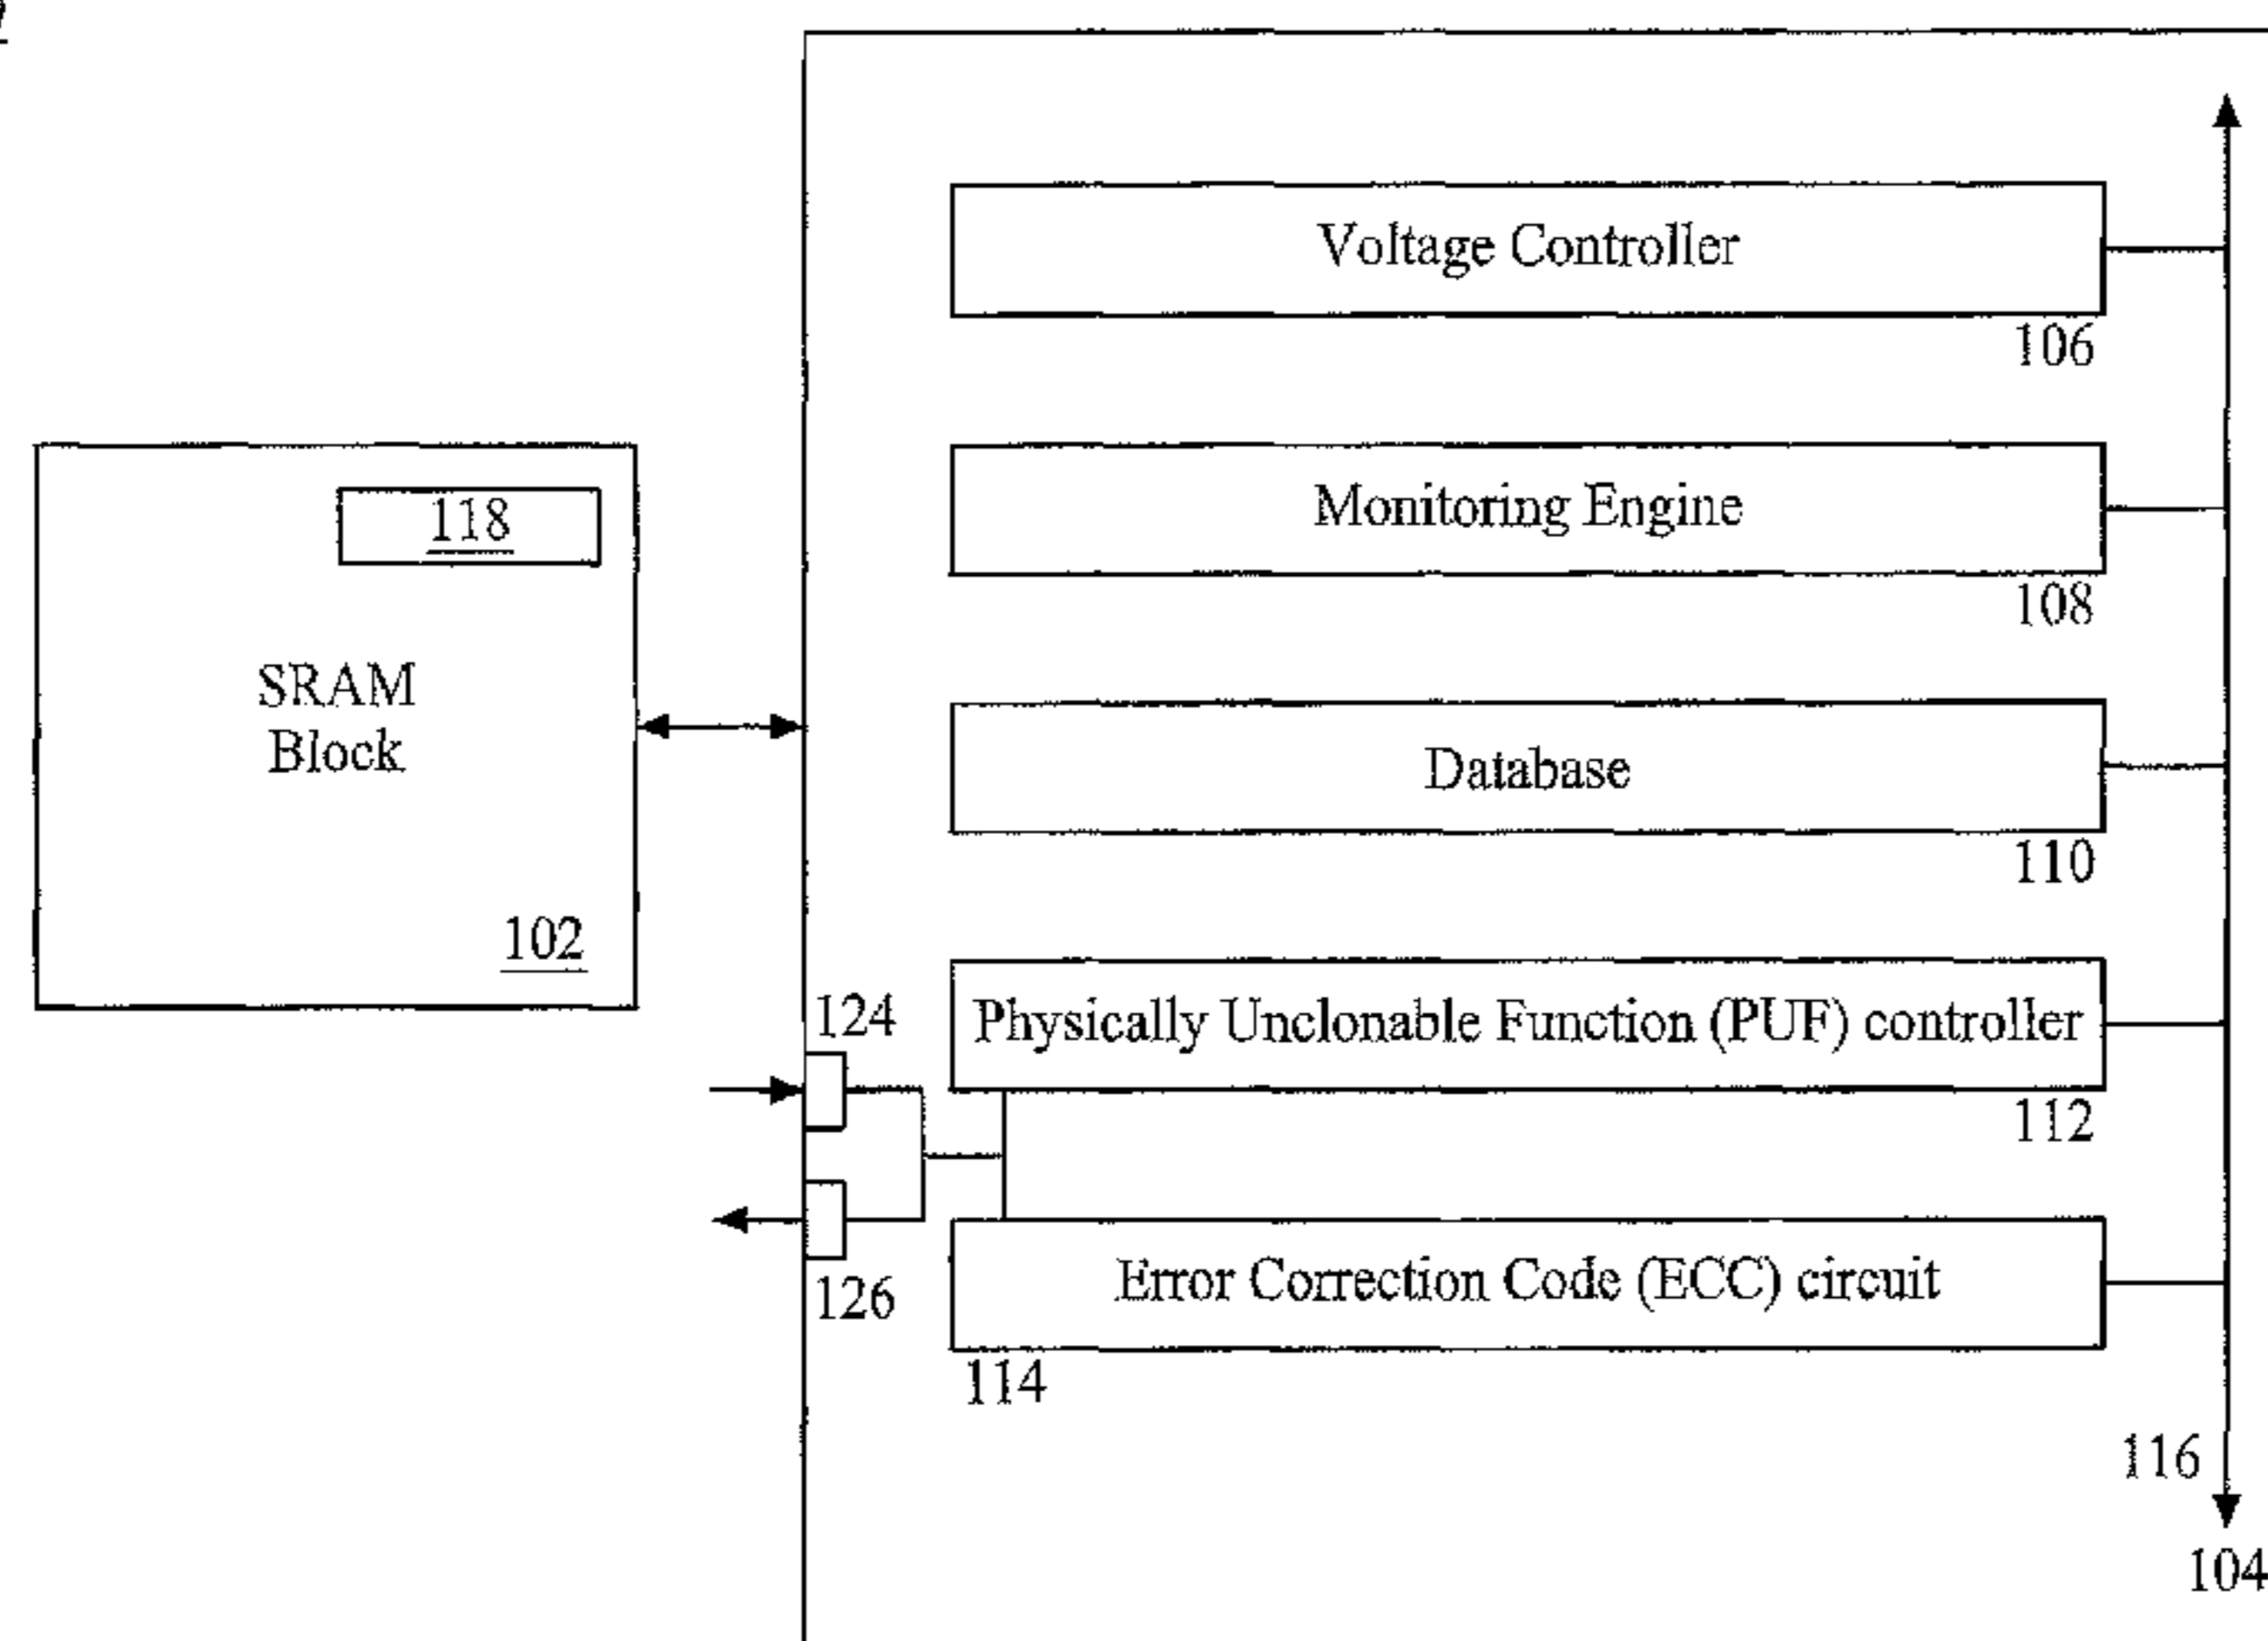 Voltage Controller
106
Monitoring Engine
108
118
SRAM
Block
102
Database
110
124
Physically Unclonable Function (PUF) controller
112
126
Error Correction Code (ECC) circuit
114
116
104